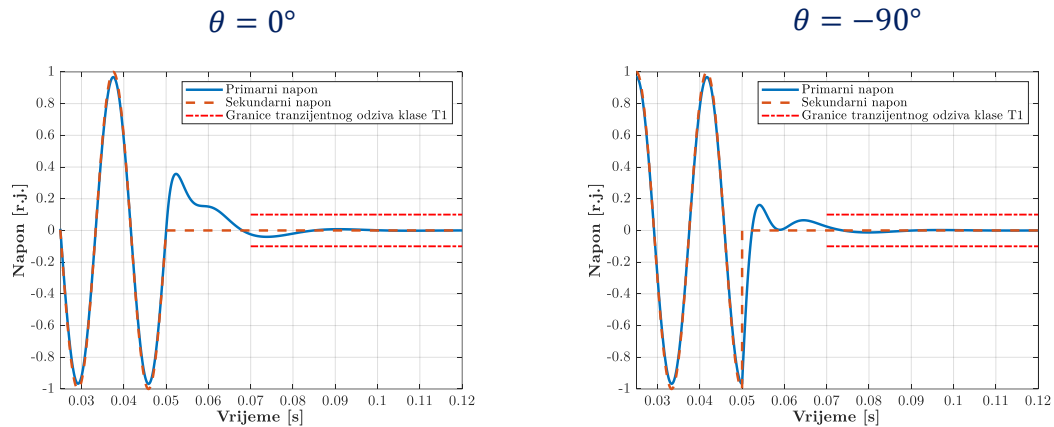 θ = 0°
Napon [r.j.]
1
0.8
0.6
0.4
0.2
0
-0.2
-0.4
-0.6
-0.8
-1
Primarni napon
Sekundarni napon
Granice tranzijentnog odziva klase T1
0.03 0.04 0.05 0.06 0.07 0.08 0.09 0.1 0.11 0.12
Vrijeme [s]
θ = −90°
Napon [r.j.]
1
0.8
0.6
0.4
0.2
0
-0.2
-0.4
-0.6
-0.8
-1
Primarni napon
Sekundarni napon
Granice tranzijentnog odziva klase T1
0.03 0.04 0.05 0.06 0.07 0.08 0.09 0.1 0.11 0.12
Vrijeme [s]